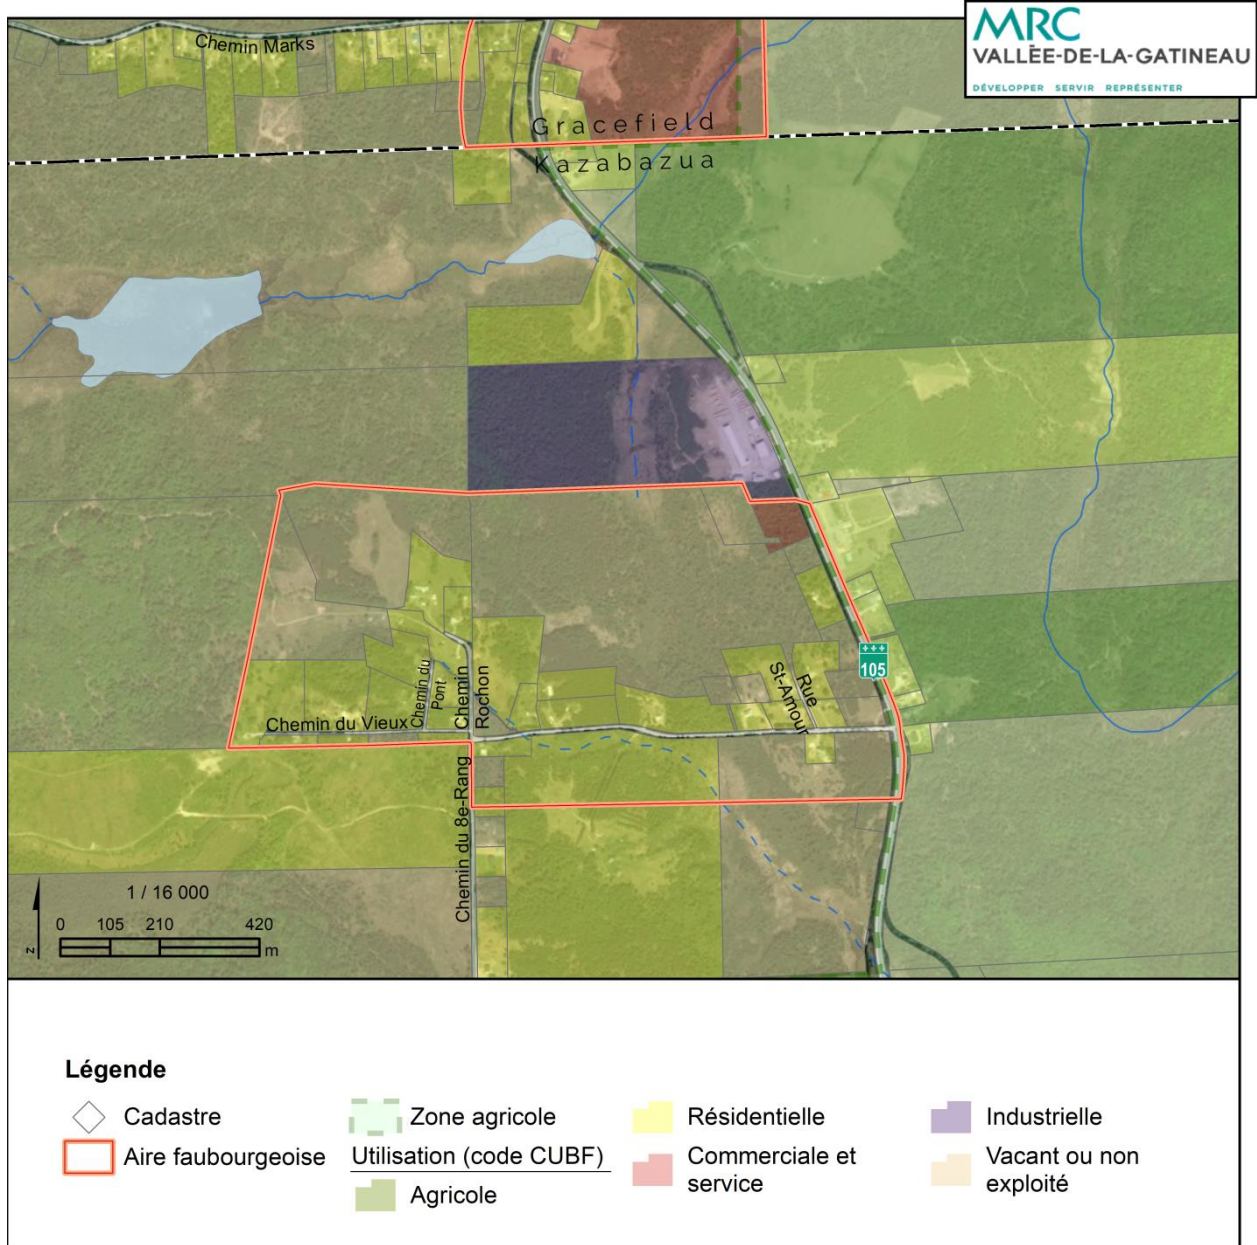 MRC
VALLÉE-DE-LA-GATINEAU
DÉVELOPPER SERVIR REPRÉSENTER
Chemin Marks
Gracefield
Kazabazua
105
Rue
St-Amour
Chemin du
Pont
Chemin
Rochon
Chemin du Vieux
Chemin du 8e-Rang
1 / 16 000
0 105 210 420
m
N
Légende
Cadastre
Aire faubourgeoise
Zone agricole
Utilisation (code CUBF)
Agricole
Résidentielle
Commerciale et
service
Industrielle
Vacant ou non
exploité